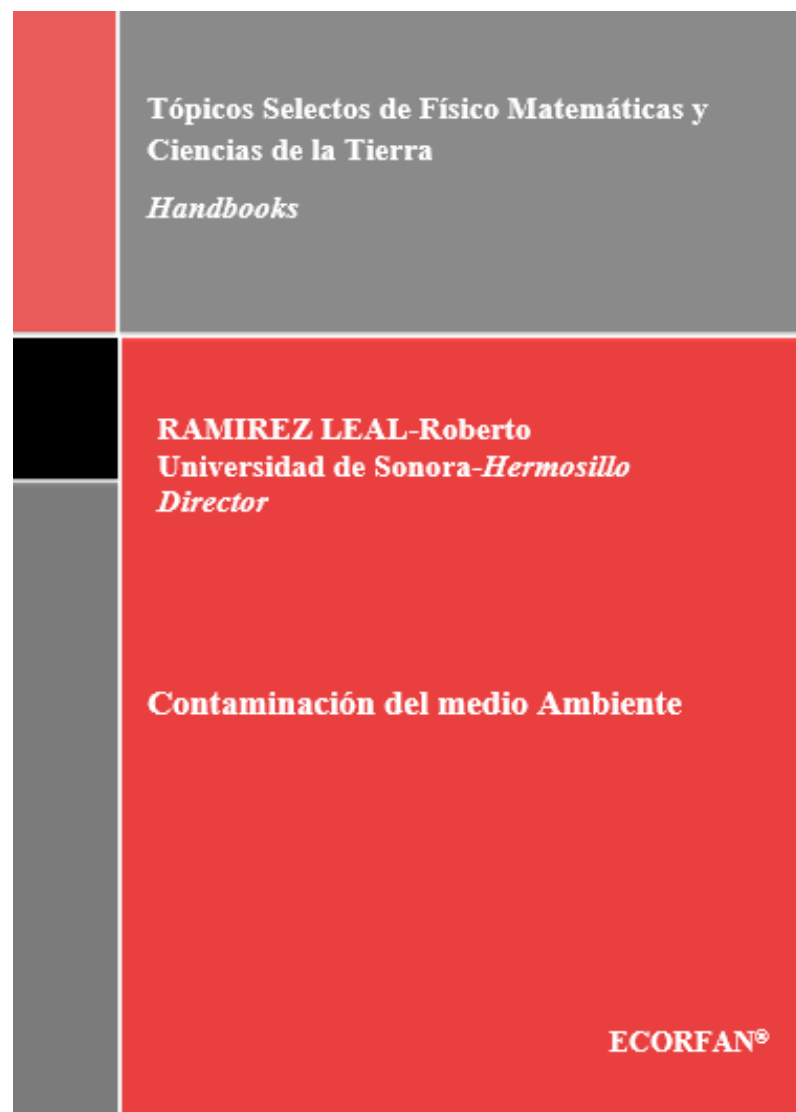 Tópicos Selectos de Físico Matemáticas y
Ciencias de la Tierra
Handbooks
RAMIREZ LEAL-Roberto
Universidad de Sonora-Hermosillo
Director
Contaminación del medio Ambiente
ECORFAN®